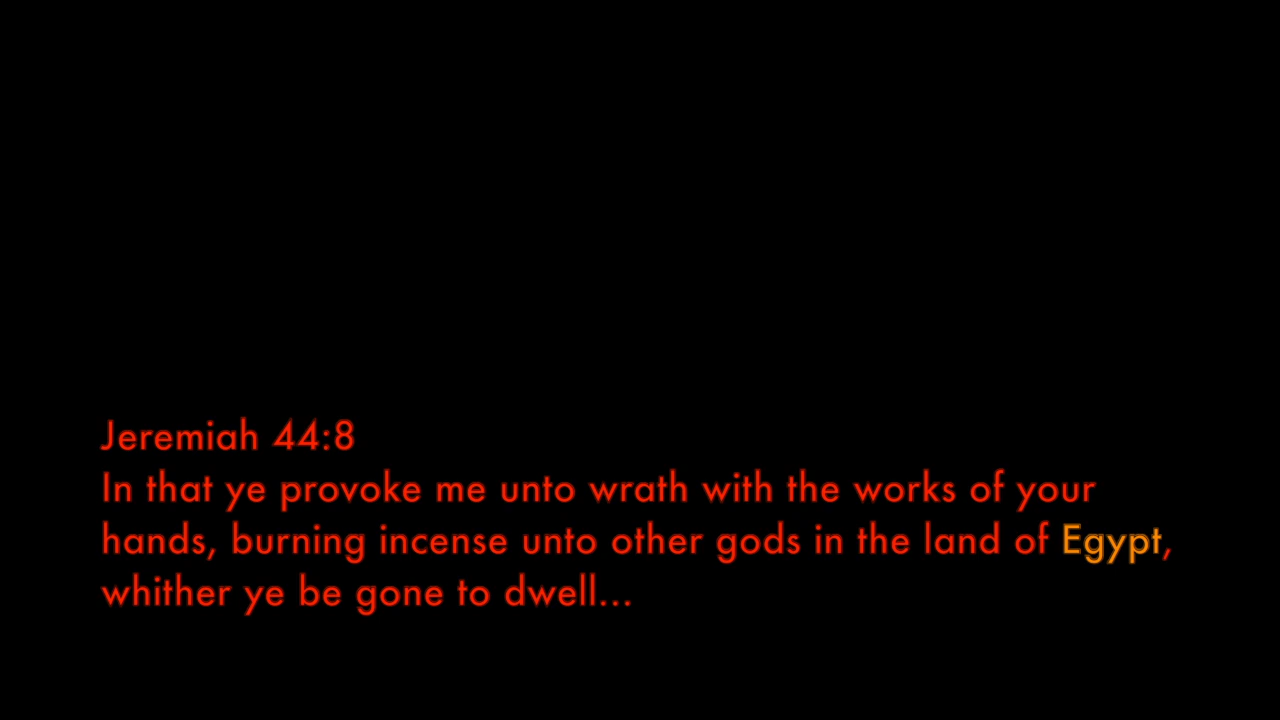 Jeremiah 44:8
In that ye provoke me unto wrath with the works of your
hands, burning incense unto other gods in the land of Egypt,
whither ye be gone to dwell...